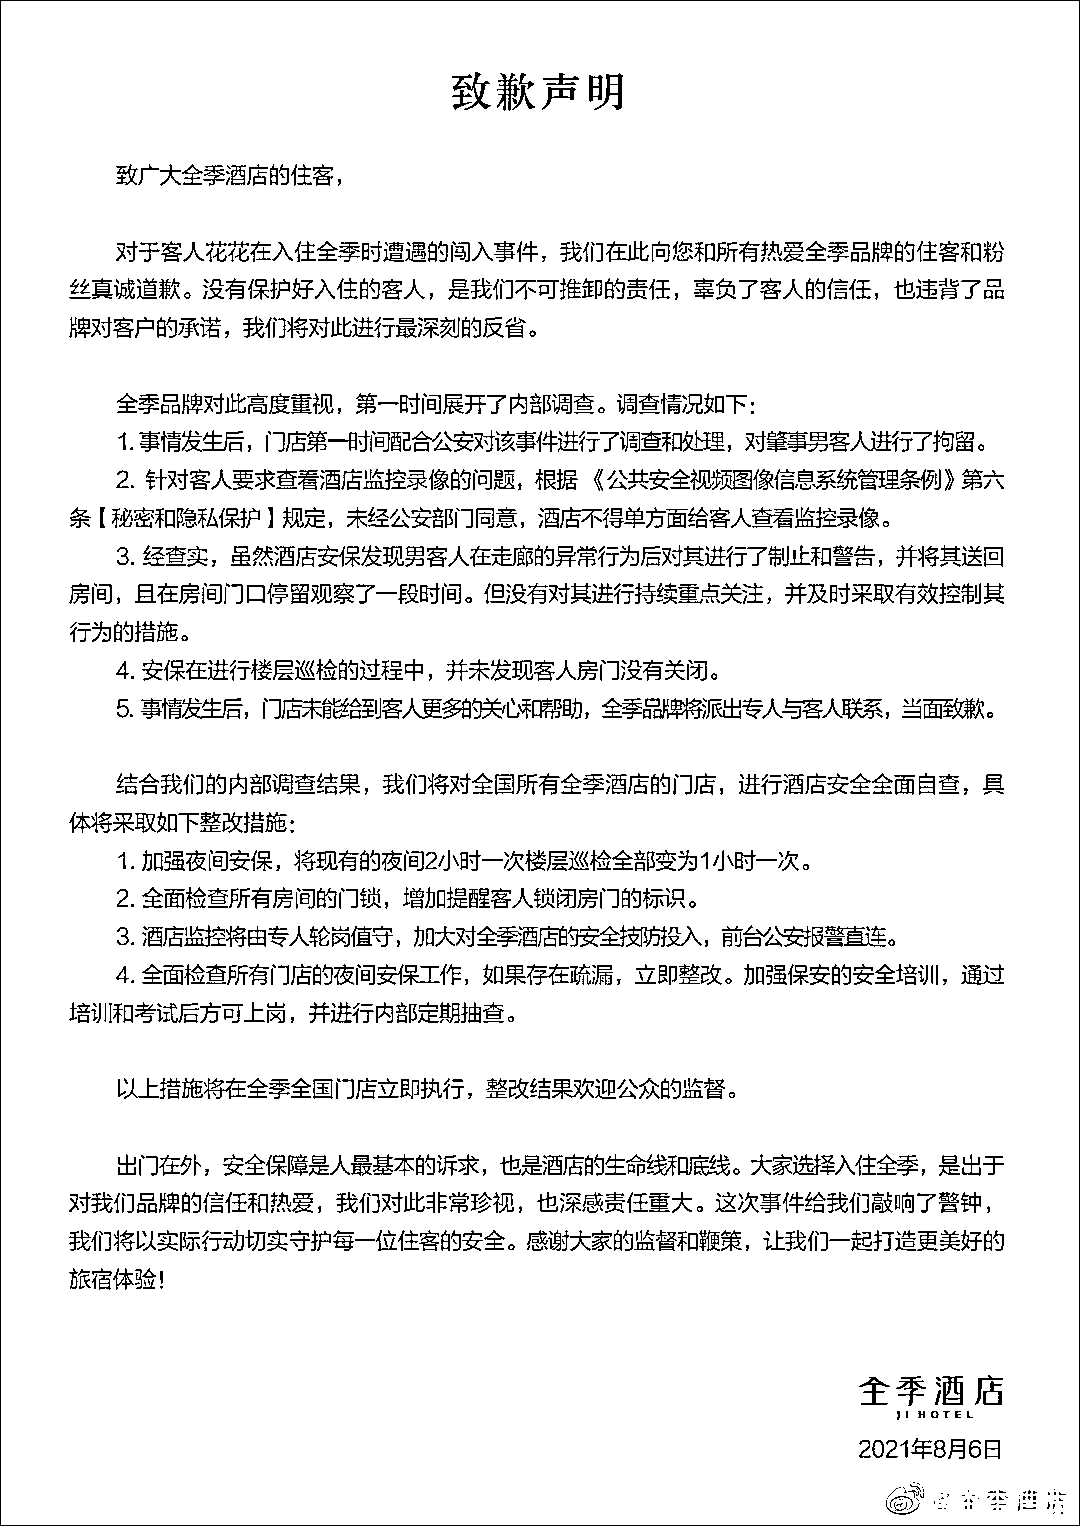 致歉声明
致广大全季酒店的住客，
对于客人花花在入住全季时遭遇的闯入事件，我们在此向您和所有热爱全季品牌的住客和粉
丝真诚道歉。没有保护好入住的客人，是我们不可推卸的责任，辜负了客人的信任，也违背了品
牌对客户的承诺，我们将对此进行最深刻的反省。
全季品牌对此高度重视，第一时间展开了内部调查。调查情况如下：
1. 事情发生后，门店第一时间配合公安对该事件进行了调查和处理，对肇事男客人进行了拘留。
2. 针对客人要求查看酒店监控录像的问题，根据《公共安全视频图像信息系统管理条例》第六
条【秘密和隐私保护】规定，未经公安部门同意，酒店不得单方面给客人查看监控录像。
3. 经查实，虽然酒店安保发现男客人在走廊的异常行为后对其进行了制止和警告，并将其送回
房间，且在房间门口停留观察了一段时间。但没有对其进行持续重点关注，并及时采取有效控制其
行为的措施。
4. 安保在进行楼层巡检的过程中，并未发现客人房门没有关闭。
5. 事情发生后，门店未能给到客人更多的关心和帮助，全季品牌将派出专人与客人联系，当面致歉。
结合我们的内部调查结果，我们将对全国所有全季酒店的门店，进行酒店安全全面自查，具
体将采取如下整改措施：
1. 加强夜间安保，将现有的夜间2小时一次楼层巡检全部变为1小时一次。
2. 全面检查所有房间的门锁，增加提醒客人锁闭房门的标识。
3. 酒店监控将由专人轮岗值守，加大对全季酒店的安全技防投入，前台公安报警直连。
4. 全面检查所有门店的夜间安保工作，如果存在疏漏，立即整改。加强保安的安全培训，通过
培训和考试后方可上岗，并进行内部定期抽查。
以上措施将在全季全国门店立即执行，整改结果欢迎公众的监督。
出门在外，安全保障是人最基本的诉求，也是酒店的生命线和底线。大家选择入住全季，是出于
对我们品牌的信任和热爱，我们对此非常珍视，也深感责任重大。这次事件给我们敲响了警钟，
我们将以实际行动切实守护每一位住客的安全。感谢大家的监督和鞭策，让我们一起打造更美好的
旅宿体验！
全季酒店
JI HOTEL
2021年8月6日
@全季酒店